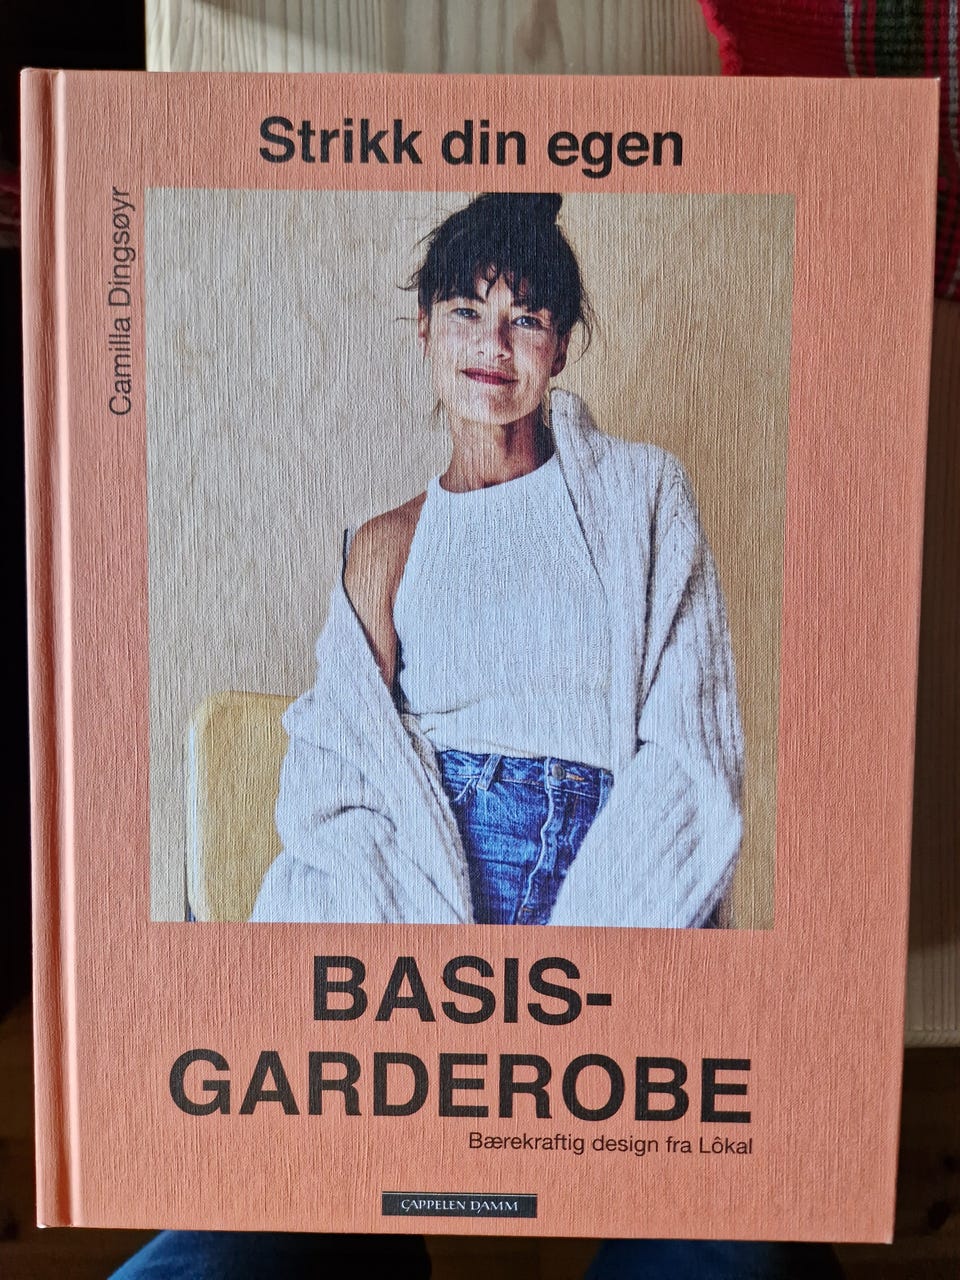 Strikk din egen
Camilla Dingsøyr
BASIS-
GARDEROBE
Bærekraftig design fra Lôkal
CAPPELEN DAMM